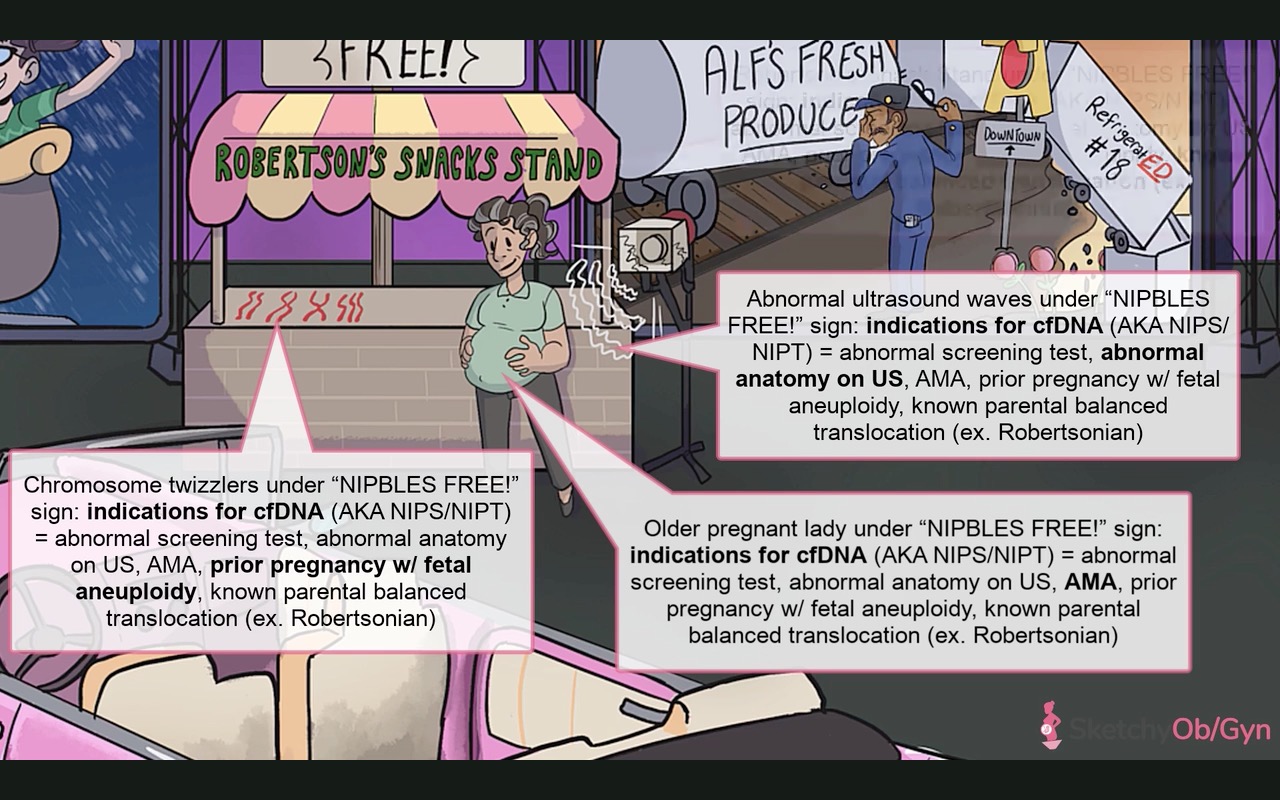 FREE!
ROBERTSON'S SNACKS STAND
ALF'S FRESH
PRODUCE
DOWNTOWN
RefrigeratED
#18
Abnormal ultrasound waves under “NIPBLES
FREE!” sign: indications for cfDNA (AKA NIPS/
NIPT) = abnormal screening test, abnormal
anatomy on US, AMA, prior pregnancy w/ fetal
aneuploidy, known parental balanced
translocation (ex. Robertsonian)
Chromosome twizzlers under “NIPBLES FREE!”
sign: indications for cfDNA (AKA NIPS/NIPT)
= abnormal screening test, abnormal anatomy
on US, AMA, prior pregnancy w/ fetal
aneuploidy, known parental balanced
translocation (ex. Robertsonian)
Older pregnant lady under “NIPBLES FREE!” sign:
indications for cfDNA (AKA NIPS/NIPT) = abnormal
screening test, abnormal anatomy on US, AMA, prior
pregnancy w/ fetal aneuploidy, known parental
balanced translocation (ex. Robertsonian)
SketchyOb/Gyn